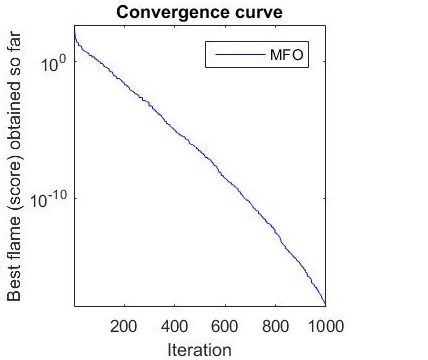 Convergence curve
MFO
Best flame (score) obtained so far
10^0
10^-10
200 400 600 800 1000
Iteration